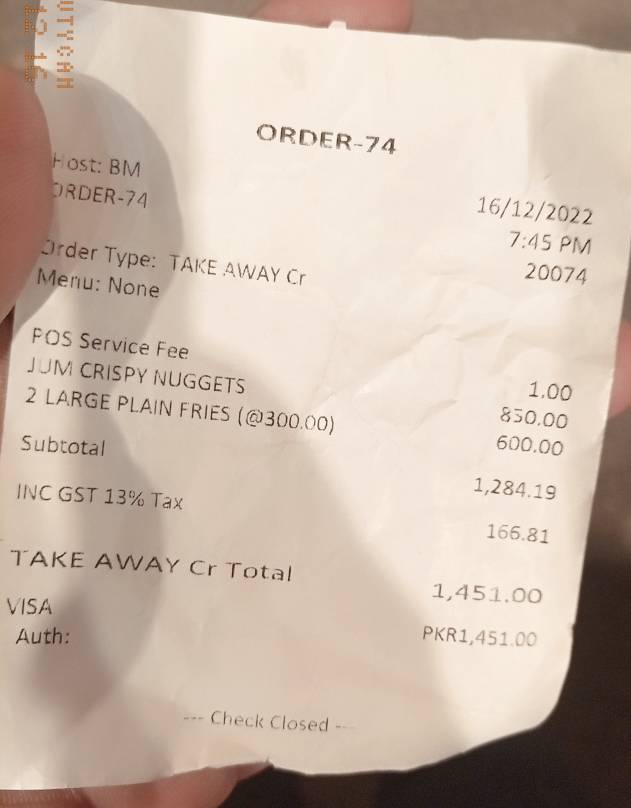 ORDER-74
Host: BM
ORDER-74 16/12/2022
7:45 PM
Order Type: TAKE AWAY Cr 20074
Menu: None
POS Service Fee 1.00
JUM CRISPY NUGGETS 850.00
2 LARGE PLAIN FRIES (@300.00) 600.00
Subtotal 1,284.19
INC GST 13% Tax 166.81
TAKE AWAY Cr Total 1,451.00
VISA PKR1,451.00
Auth:
--- Check Closed ---